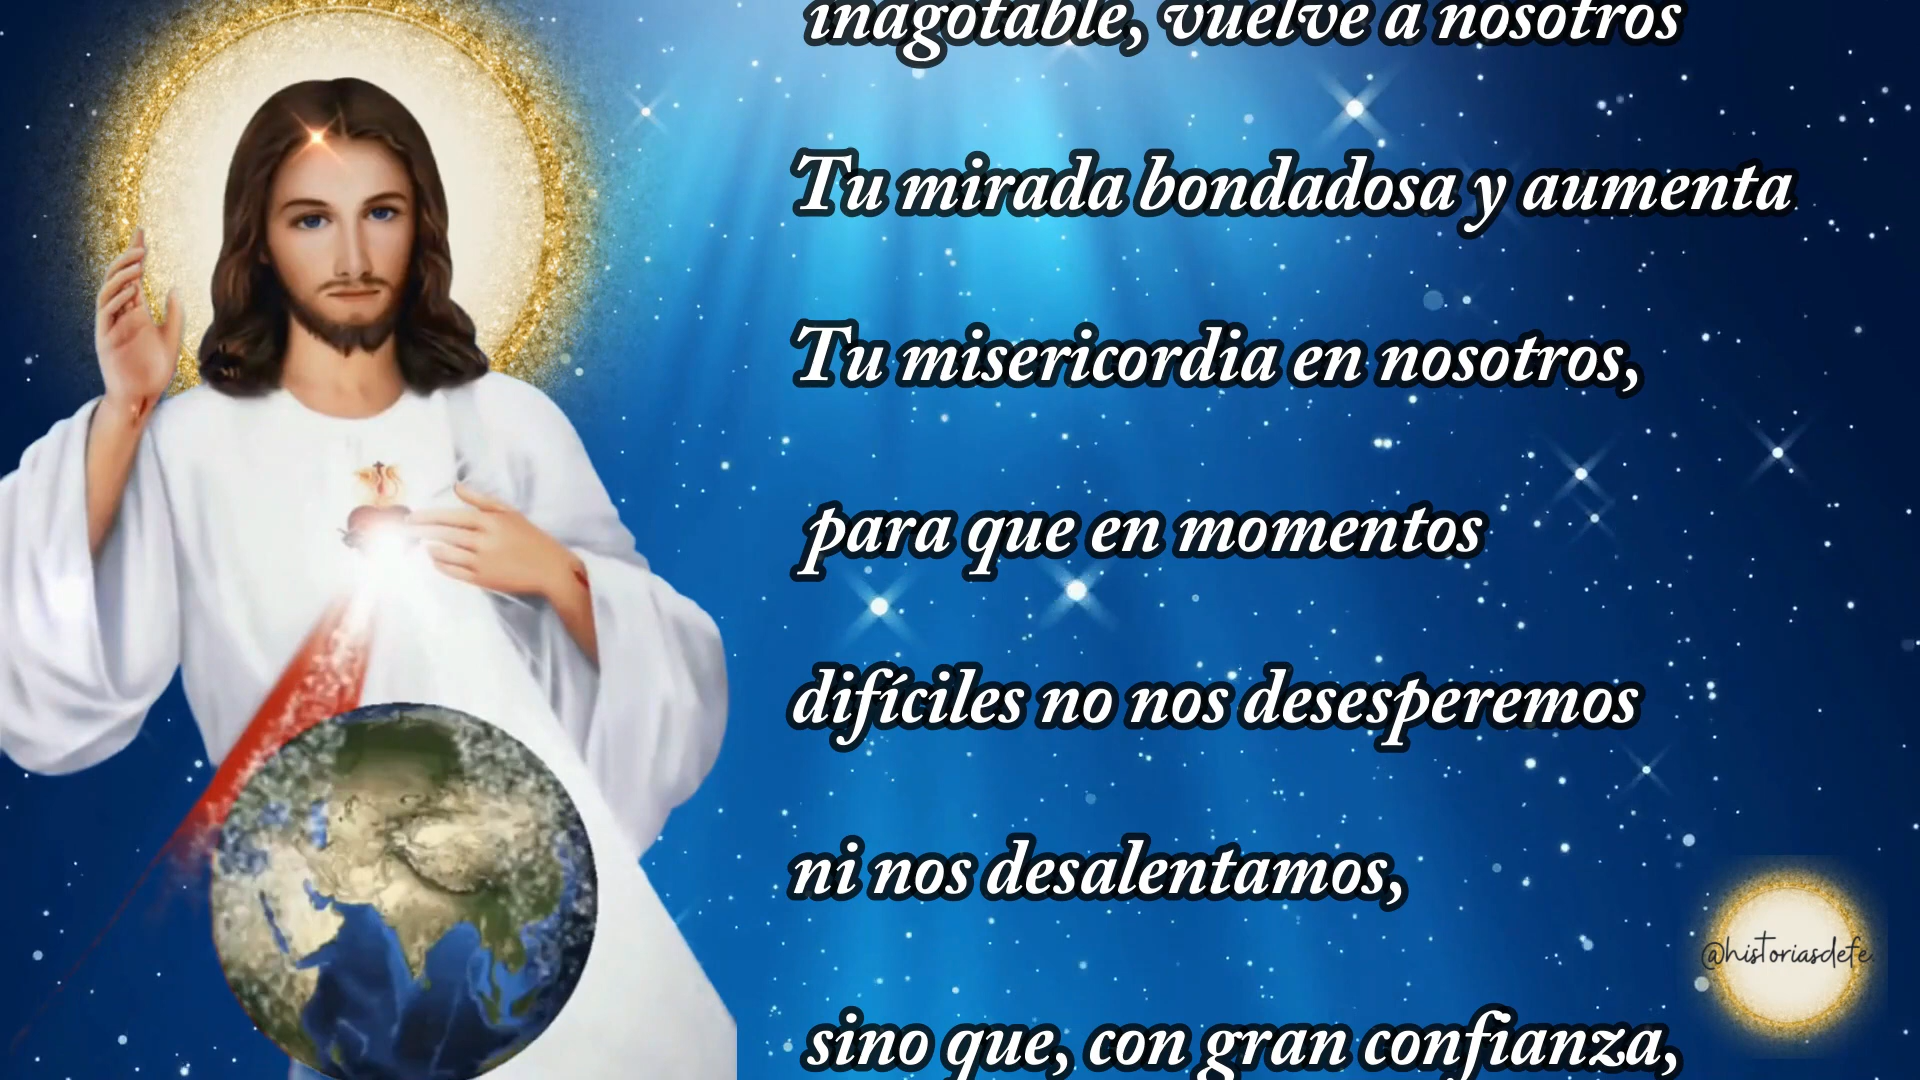 inagotable, vuelve a nosotros
Tu mirada bondadosa y aumenta
Tu misericordia en nosotros,
para que en momentos
difíciles no nos desesperemos
ni nos desalentamos,
sino que, con gran confianza,
@historiasdefe.